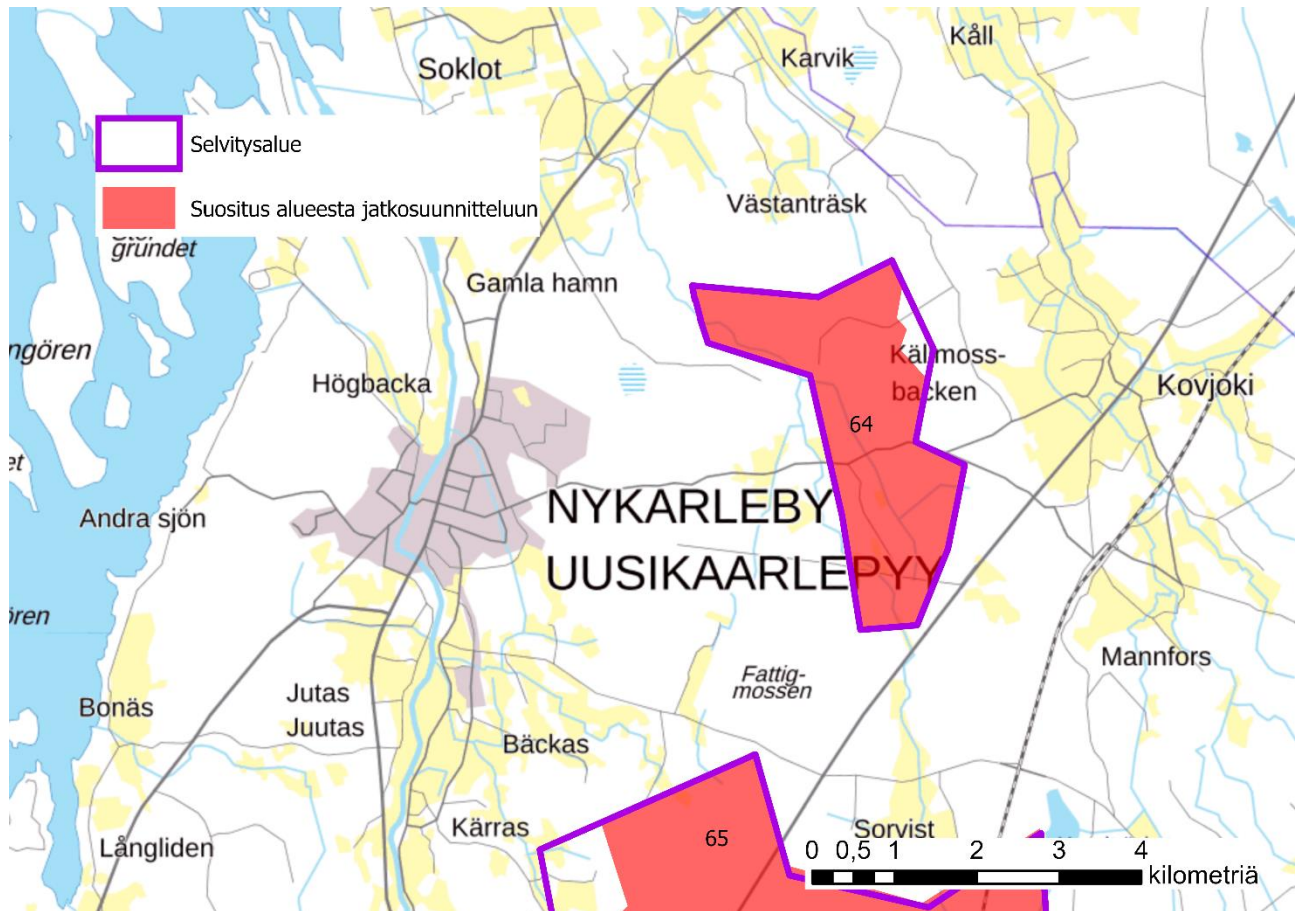 Kåll
Karvik
Soklot
Selvitysalue
Västanträsk
Suositus alueesta jatkosuunnitteluun
grundet
Gamla hamn
ngören
Källmoss-
backen
Högbacka
Kovjoki
64
et
NYKARLEBY
Andra sjön
UUSIKAARLEPYY
ören
Mannfors
Fattig-
mossen
Jutas
Juutas
Bonäs
Bäckas
Kärras
65
Sorvist
Långliden
0 0,5 1 2 3 4
kilometriä